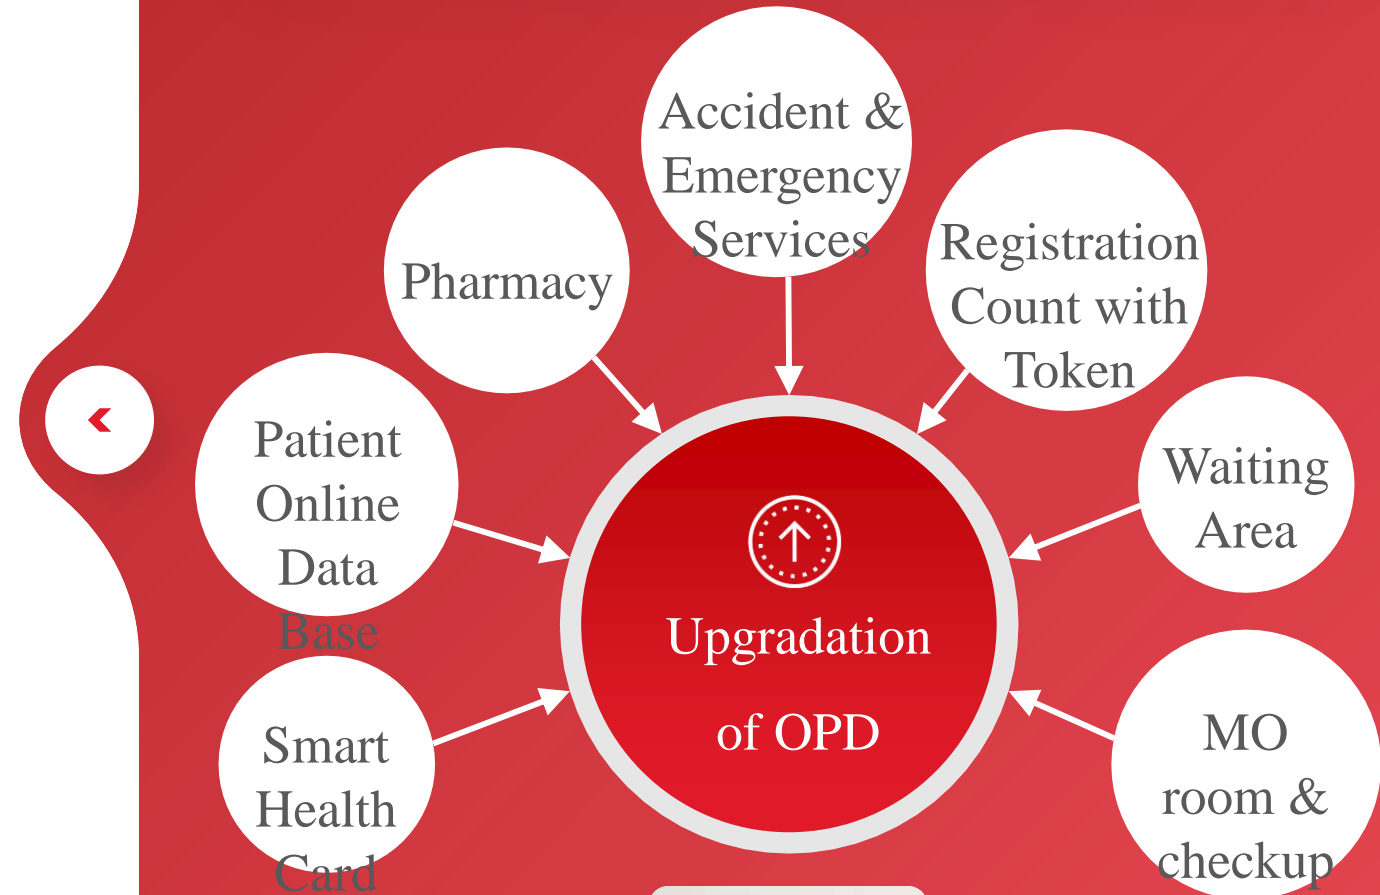 Accident &
Emergency
Services
Pharmacy
Registration
Count with
Token
Patient
Online
Data
Base
Waiting
Area
Upgradation
of OPD
Smart
Health
Card
MO
room &
checkup